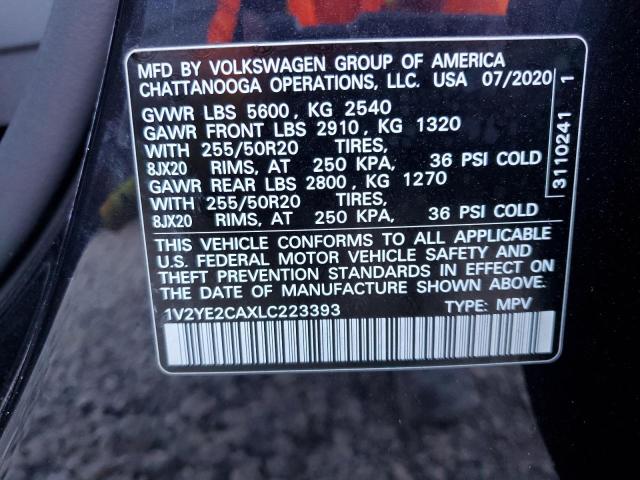 MFD BY VOLKSWAGEN GROUP OF AMERICA
CHATTANOOGA OPERATIONS, LLC. USA 07/2020
GVWR LBS 5600, KG 2540
GAWR FRONT LBS 2910, KG 1320
WITH 255/50R20 TIRES,
8JX20 RIMS, AT 250 KPA, 36 PSI COLD
GAWR REAR LBS 2800, KG 1270
WITH 255/50R20 TIRES,
8JX20 RIMS, AT 250 KPA, 36 PSI COLD
THIS VEHICLE CONFORMS TO ALL APPLICABLE
U.S. FEDERAL MOTOR VEHICLE SAFETY AND
THEFT PREVENTION STANDARDS IN EFFECT ON
THE DATE OF MANUFACTURE SHOWN ABOVE.
1V2YE2CAXLC223393 TYPE: MPV
3110241 1